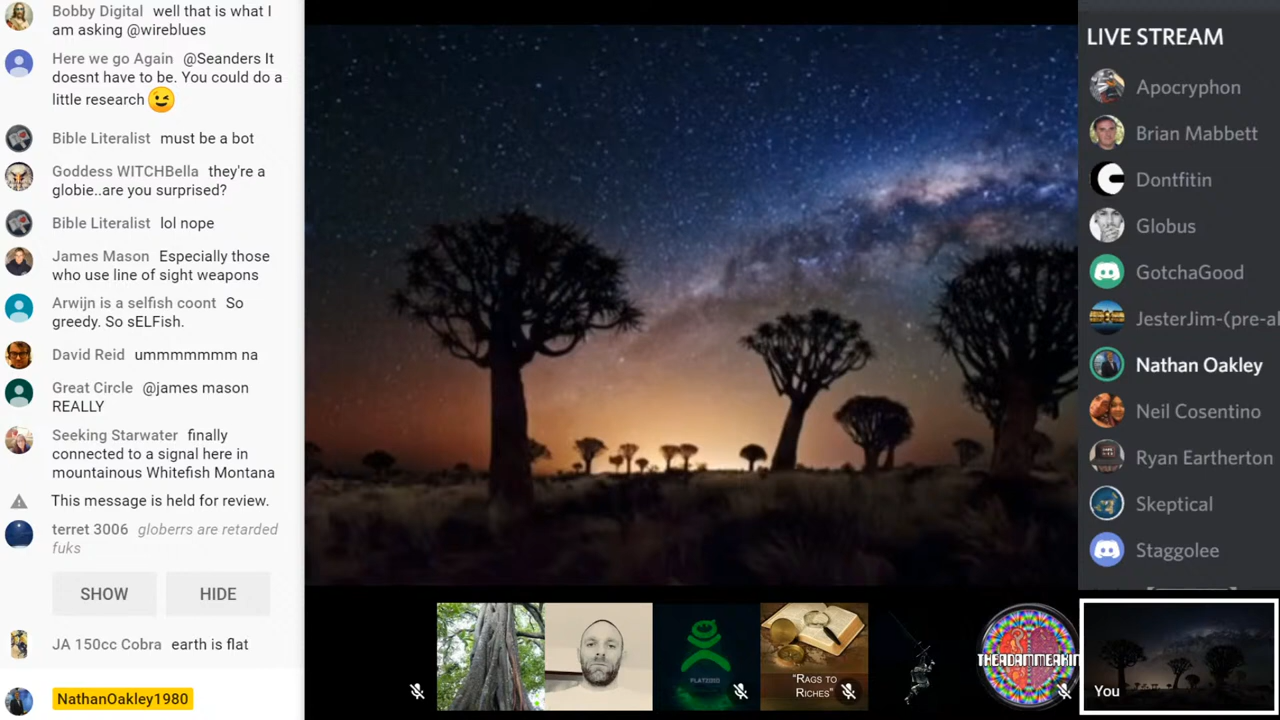 Bobby Digital well that is what I
am asking @wireblues
Here we go Again @Seanders It
doesnt have to be. You could do a
little research 😉
Bible Literalist must be a bot
Goddess WITCHBella they're a
globie..are you surprised?
Bible Literalist lol nope
James Mason Especially those
who use line of sight weapons
Arwijn is a selfish coont So
greedy. So sELFish.
David Reid ummmmmmm na
Great Circle @james mason
REALLY
Seeking Starwater finally
connected to a signal here in
mountainous Whitefish Montana
This message is held for review.
terret 3006 globerrs are retarded
fuks
SHOW HIDE
JA 150cc Cobra earth is flat
NathanOakley1980
LIVE STREAM
Apocryphon
Brian Mabbett
Dontfitin
Globus
GotchaGood
JesterJim-(pre-al
Nathan Oakley
Neil Cosentino
Ryan Eartherton
Skeptical
Staggolee
"RAGS TO
RICHES"
THEADAMMEAKIN
You